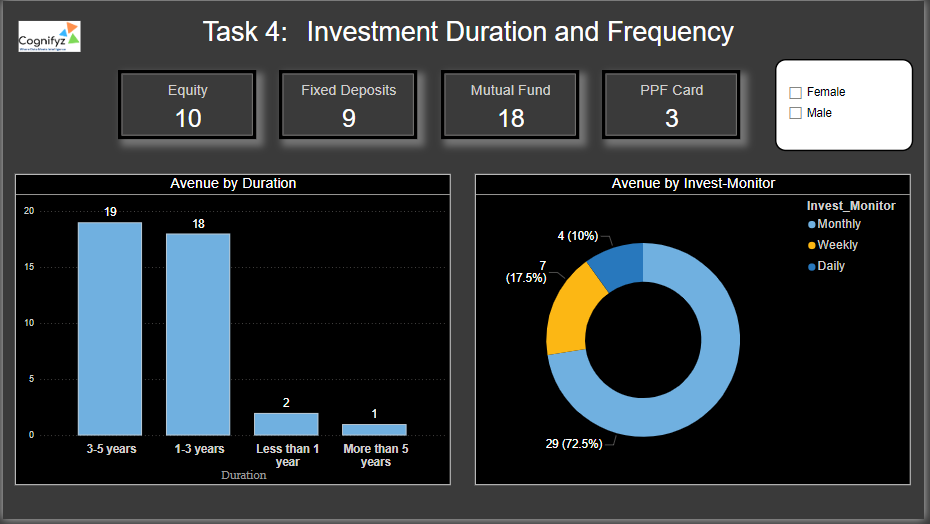 Cognifyz
Task 4: Investment Duration and Frequency
Equity
10
Fixed Deposits
9
Mutual Fund
18
PPF Card
3
Female
Male
Avenue by Duration
20
15
10
5
0
19
18
2
1
3-5 years
1-3 years
Less than 1
year
More than 5
years
Duration
Avenue by Invest-Monitor
Invest_Monitor
Monthly
Weekly
Daily
4 (10%)
7
(17.5%)
29 (72.5%)